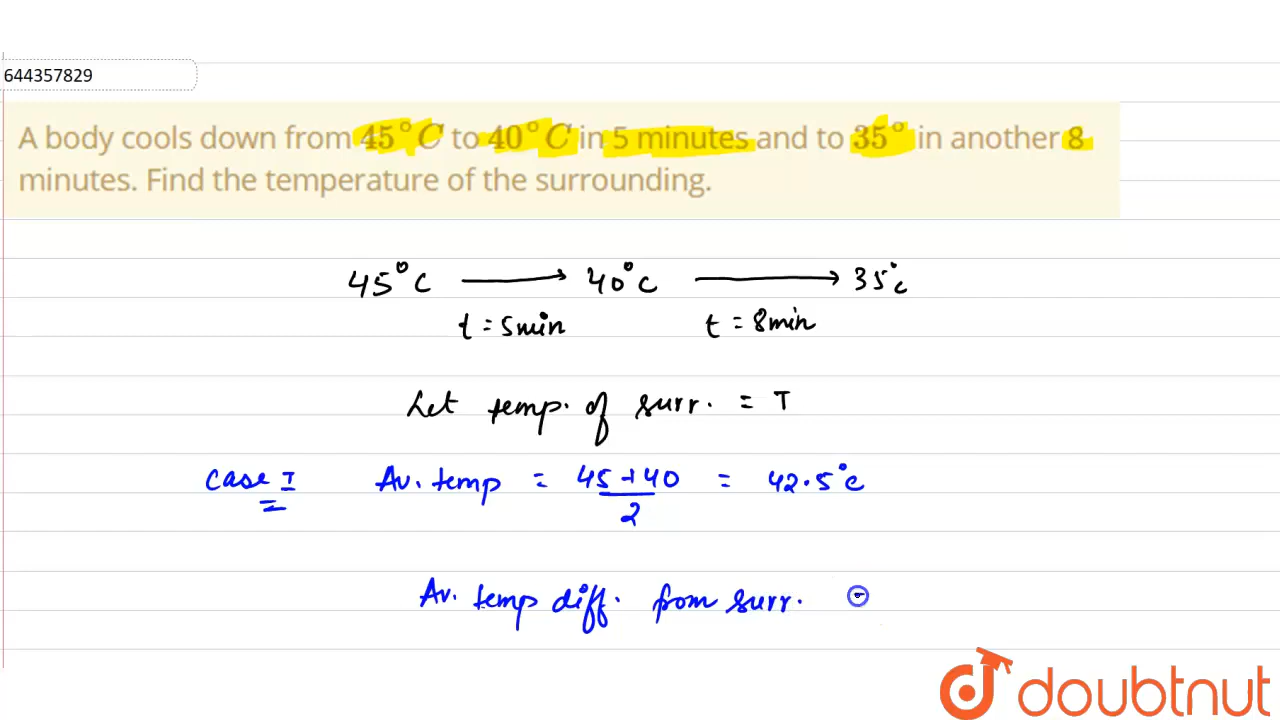 644357829
A body cools down from 45°C to 40°C in 5 minutes and to 35° in another 8
minutes. Find the temperature of the surrounding.
45°C ⟶ 40°C ⟶ 35°C
t = 5min t = 8min
Let temp. of surr. = T
Case I Av. temp = 45+40/2 = 42.5°C
Av. temp diff. from surr. =
doubtnut